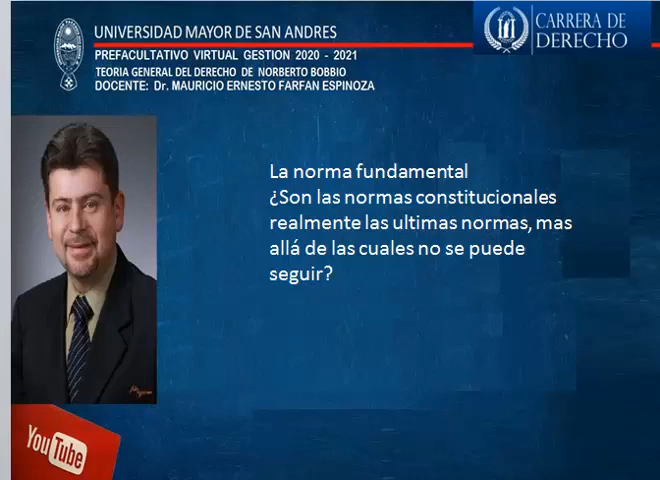 UNIVERSIDAD MAYOR DE SAN ANDRES
PREFACULTATIVO VIRTUAL GESTION 2020 - 2021
TEORIA GENERAL DEL DERECHO DE NORBERTO BOBBIO
DOCENTE: Dr. MAURICIO ERNESTO FARFAN ESPINOZA
CARRERA DE
DERECHO
La norma fundamental
¿Son las normas constitucionales
realmente las ultimas normas, mas
allá de las cuales no se puede
seguir?
YouTube